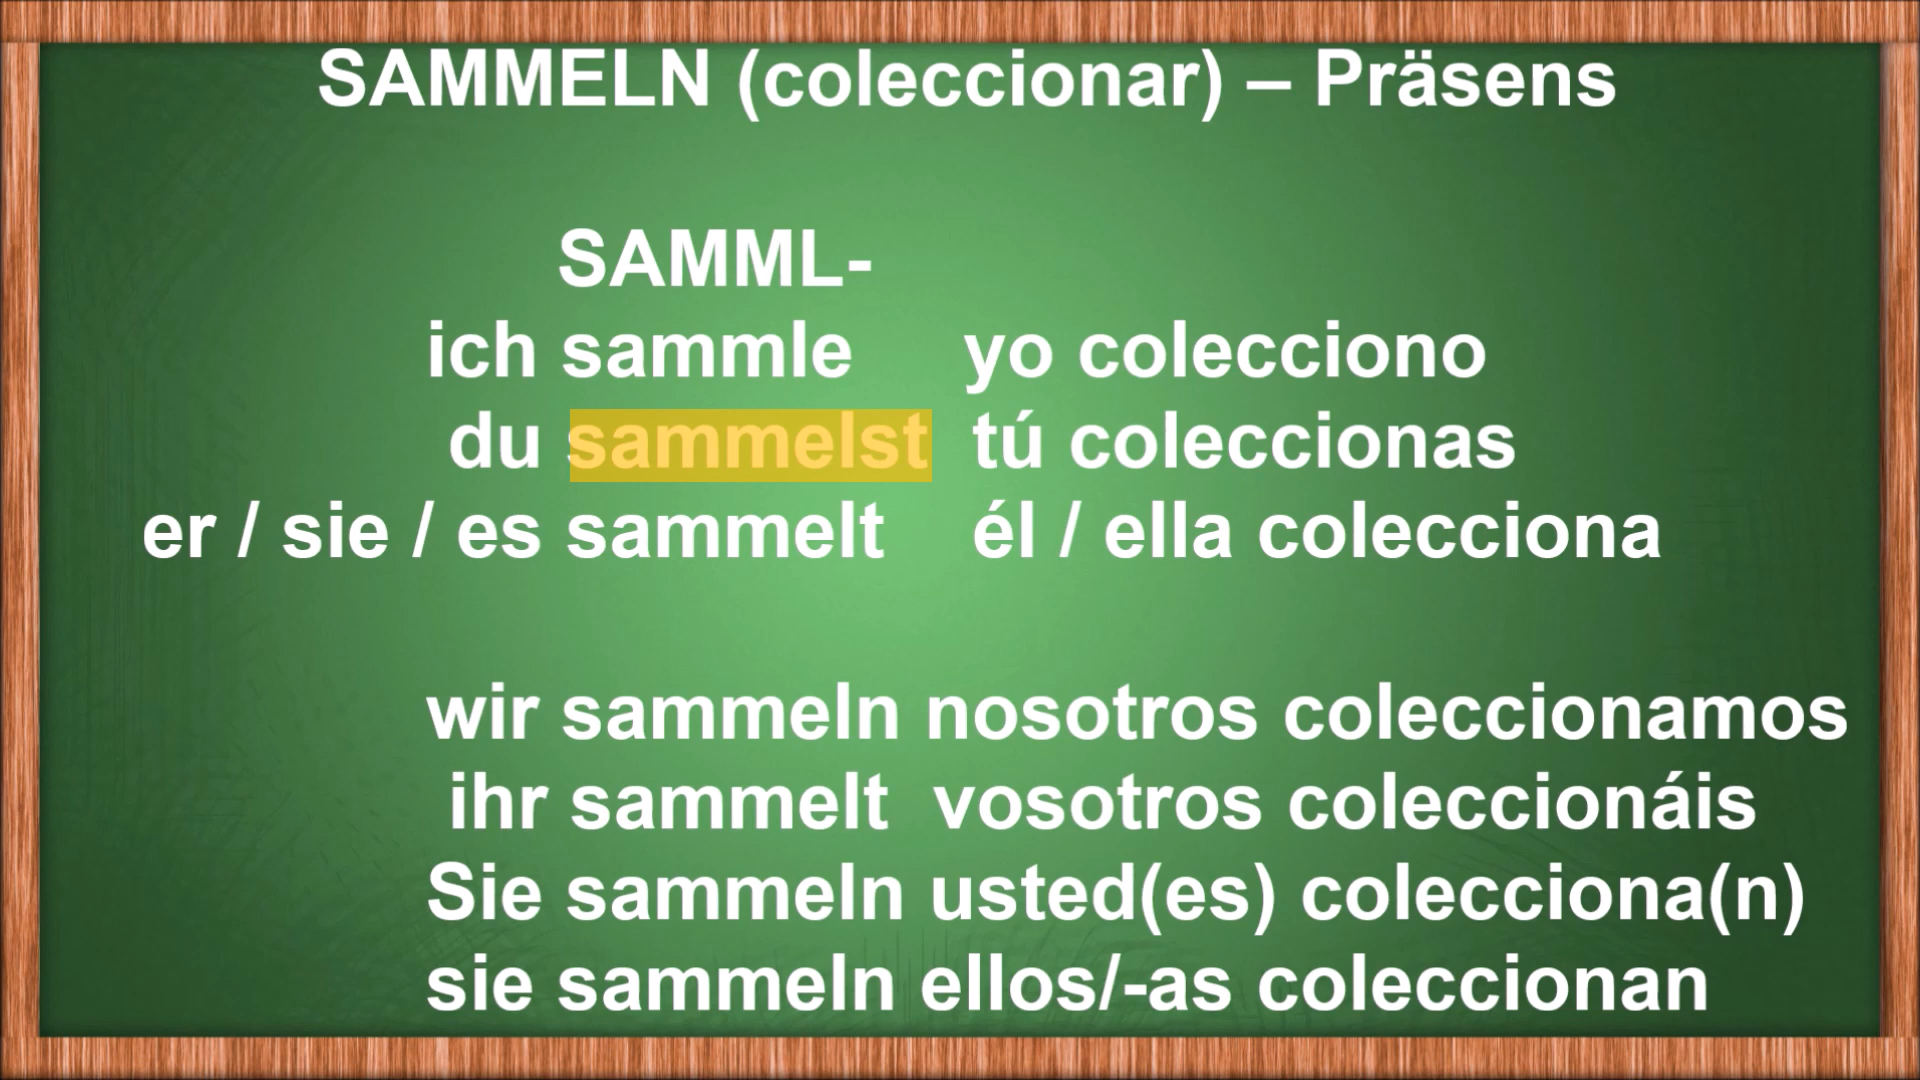 SAMMELN (coleccionar) – Präsens
SAMML-
ich sammle yo colecciono
du sammelst tú coleccionas
er / sie / es sammelt él / ella colecciona
wir sammeln nosotros coleccionamos
ihr sammelt vosotros coleccionáis
Sie sammeln usted(es) colecciona(n)
sie sammeln ellos/-as coleccionan